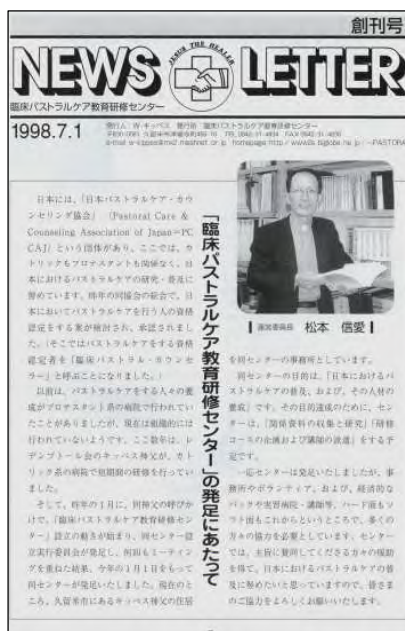 創刊号
NEWS LETTER
JESUS THE HEALER
臨床パストラルケア教育研修センター
1998.7.1
発行人:W・キッペス 発行所:臨床パストラルケア教育研修センター
「臨床パストラルケア教育研修センター」の発足にあたって
運営委員長 松本 信愛
日本には、「日本パストラルケア・カウ
ンセリング協会」 (Pastoral Care &
Counseling Association of Japan=PC
CAJ) という団体があり、ここでは、カ
トリックもプロテスタントも関係なく、日
本におけるパストラルケアの研究・普及に
努めています。昨年の同協会の総会で、日
本においてパストラルケアを行う人の資格
認定をする案が検討され、承認されまし
た。(そこではパストラルケアをする資格
認定者を「臨床パストラル・カウンセ
ラー」と呼ぶことになりました。)
以前は、パストラルケアをする人々の養
成がプロテスタント系の病院で行われてい
たことがありましたが、現在は組織的には
行われていないようです。ここ数年は、レ
デンプトール会のキッペス神父が、カト
リック系の病院で短期間の研修を行ってい
ました。
そして、昨年の1月に、同神父の呼びか
けで、「臨床パストラルケア教育研修セン
ター」設立の動きが始まり、同センター設
立実行委員会が発足し、何回もミーティン
グを重ねた結果、今年の1月1日をもって
同センターが発足いたしました。現在のと
ころ、久留米市にあるキッペス神父の住居
を同センターの事務所としています。
同センターの目的は、「日本におけるパス
トラルケアの普及、および、その人材の
養成」です。その目的達成のために、セン
ターは、「関係資料の収集と研究」「研修
コースの企画および講師の派遣」をする予
定です。
一応センターは発足いたしましたが、事
務所やボランティア、および、経済的な
バックや実習病院・講師等、ハード面もソ
フト面もこれからというところで、多くの
方々の協力を必要としています。センター
では、主旨に賛同してくださる方々の援助
を得て、日本におけるパストラルケアの普
及に努めたいと思っていますので、皆さま
のご協力をよろしくお願いいたします。